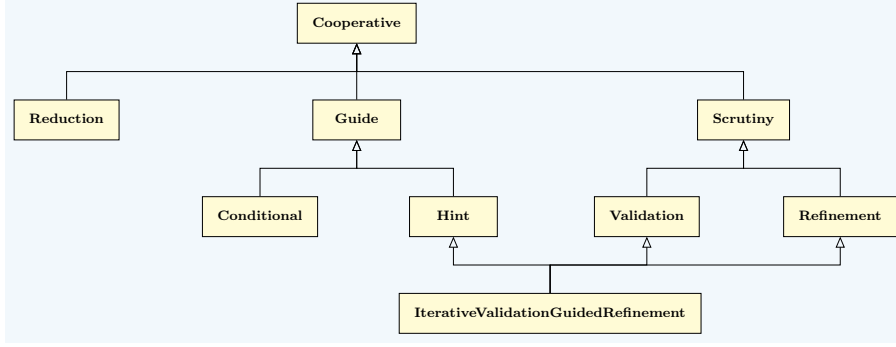 Cooperative
Reduction
Guide
Scrutiny
Conditional
Hint
Validation
Refinement
IterativeValidationGuidedRefinement